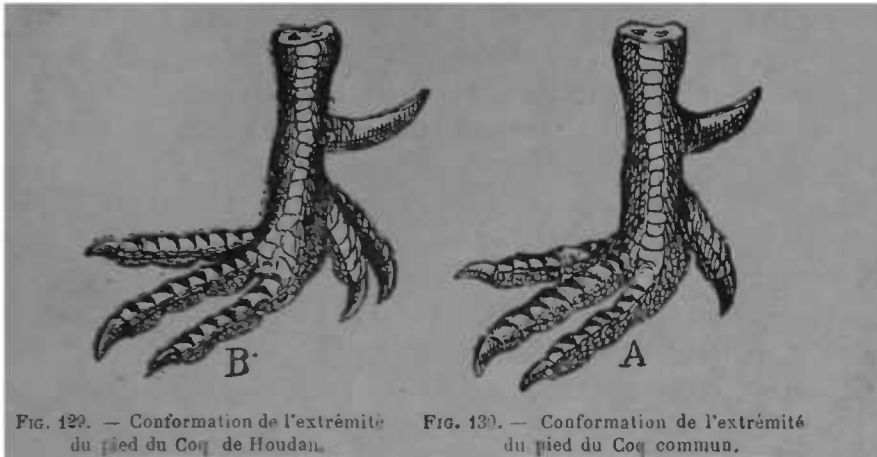 B
A
FIG. 129. — Conformation de l'extrémité
du pied du Coq de Houdan.
FIG. 130. — Conformation de l'extrémité
du pied du Coq commun.